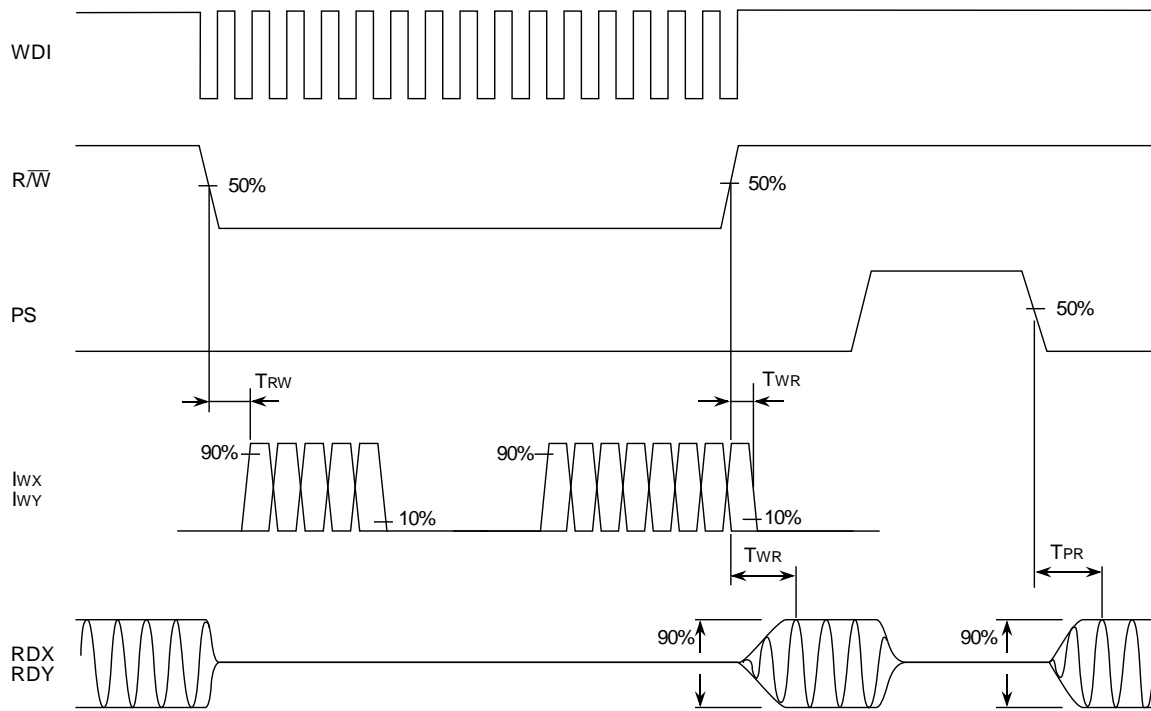 WDI
R/W̅
50%
50%
PS
50%
TRW
TWR
IWX
IWY
90%
10%
90%
10%
TWR
TPR
RDX
RDY
90%
90%